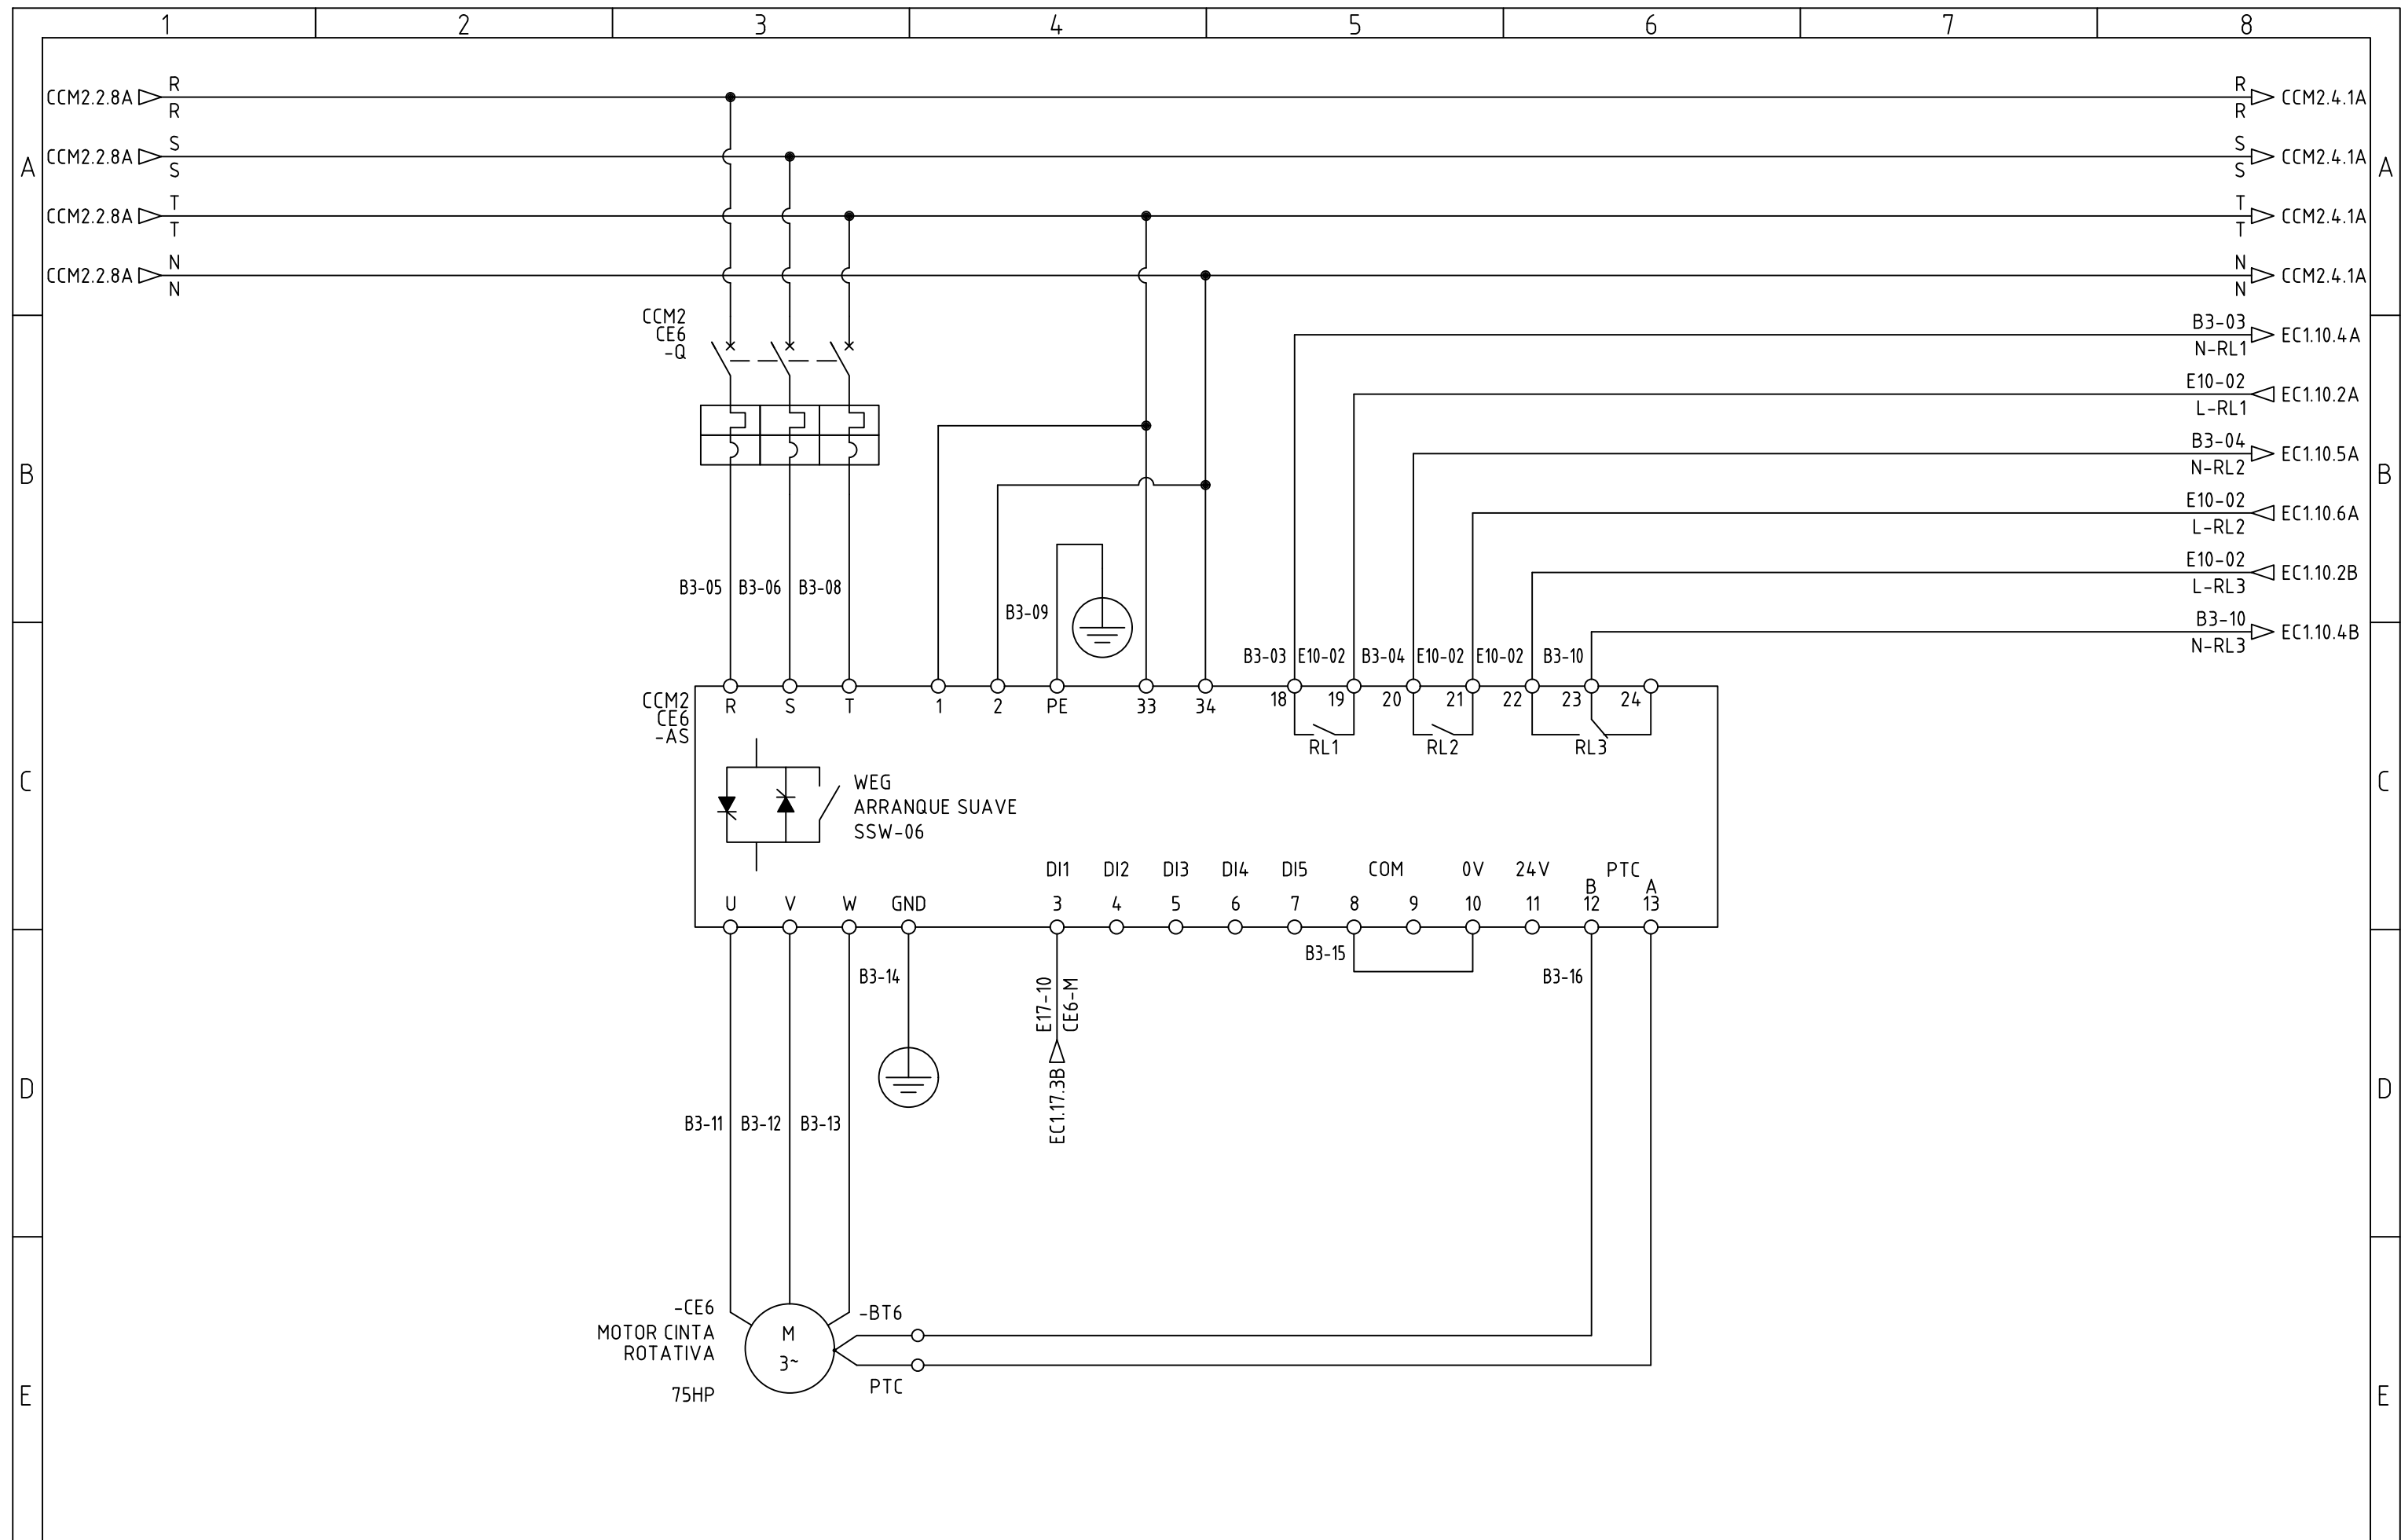 1 2 3 4 5 6 7 8
R
CCM2.2.8A R CCM2.4.1A
R R
S S
A CCM2.2.8A CCM2.4.1A A
S S
T T
CCM2.2.8A CCM2.4.1A
T T
N N
CCM2.2.8A CCM2.4.1A
N N
CCM2
CE6
-Q
B3-03
EC1.10.4A
N-RL1
E10-02
EC1.10.2A
L-RL1
B3-04
EC1.10.5A
N-RL2
B B
E10-02
EC1.10.6A
L-RL2
E10-02
EC1.10.2B
L-RL3
B3-05 B3-06 B3-08
B3-09
B3-10
EC1.10.4B
N-RL3
B3-03 E10-02 B3-04 E10-02 E10-02 B3-10
CCM2
CE6
-AS
R S T 1 2 PE 33 34 18 19 20 21 22 23 24
RL1 RL2 RL3
C C
WEG
ARRANQUE SUAVE
SSW-06
DI1 DI2 DI3 DI4 DI5 COM 0V 24V PTC
B A
U V W GND 3 4 5 6 7 8 9 10 11 12 13
B3-15
B3-14 B3-16
E17-10
CE6-M
EC1.17.3B
D D
B3-11 B3-12 B3-13
-CE6
MOTOR CINTA
ROTATIVA
75HP
M
3~
-BT6
PTC
E E